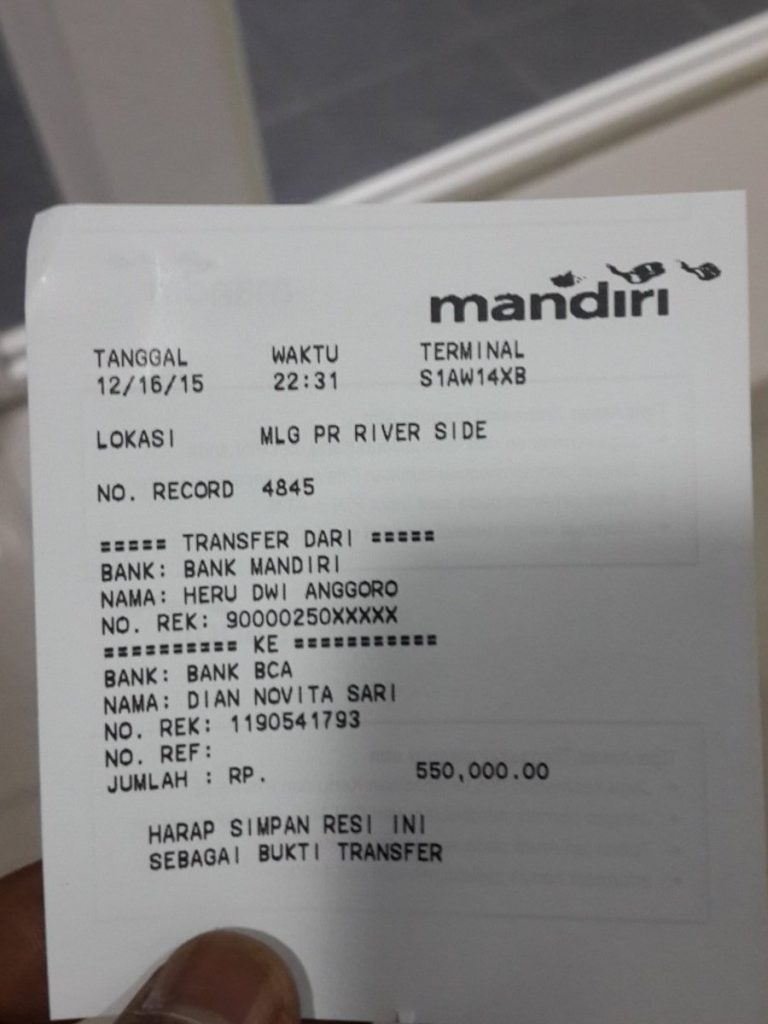 mandiri
TANGGAL WAKTU TERMINAL
12/16/15 22:31 S1AW14XB
LOKASI MLG PR RIVER SIDE
NO. RECORD 4845
===== TRANSFER DARI =====
BANK: BANK MANDIRI
NAMA: HERU DWI ANGGORO
NO. REK: 90000250XXXXX
========== KE ===========
BANK: BANK BCA
NAMA: DIAN NOVITA SARI
NO. REK: 1190541793
NO. REF:
JUMLAH : RP. 550,000.00
HARAP SIMPAN RESI INI
SEBAGAI BUKTI TRANSFER